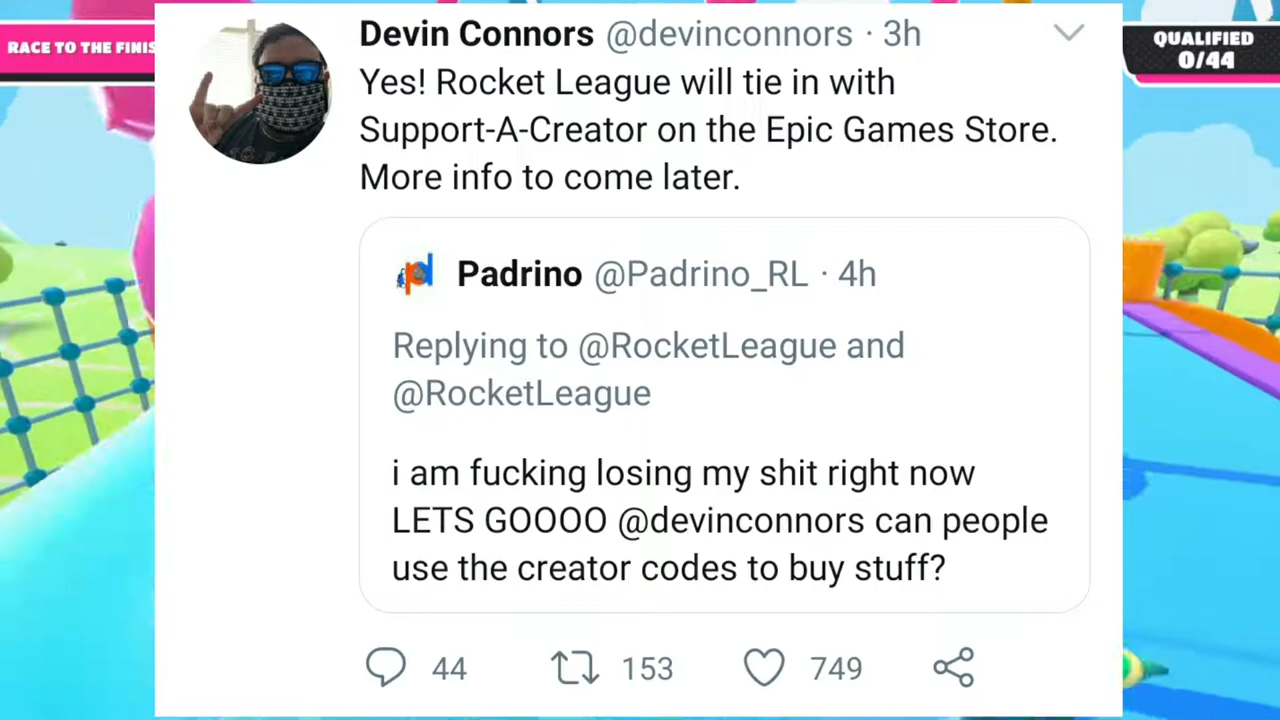 RACE TO THE FINIS
QUALIFIED
0/44
Devin Connors @devinconnors · 3h
Yes! Rocket League will tie in with
Support-A-Creator on the Epic Games Store.
More info to come later.
Padrino @Padrino_RL · 4h
Replying to @RocketLeague and
@RocketLeague
i am fucking losing my shit right now
LETS GOOOO @devinconnors can people
use the creator codes to buy stuff?
44 153 749